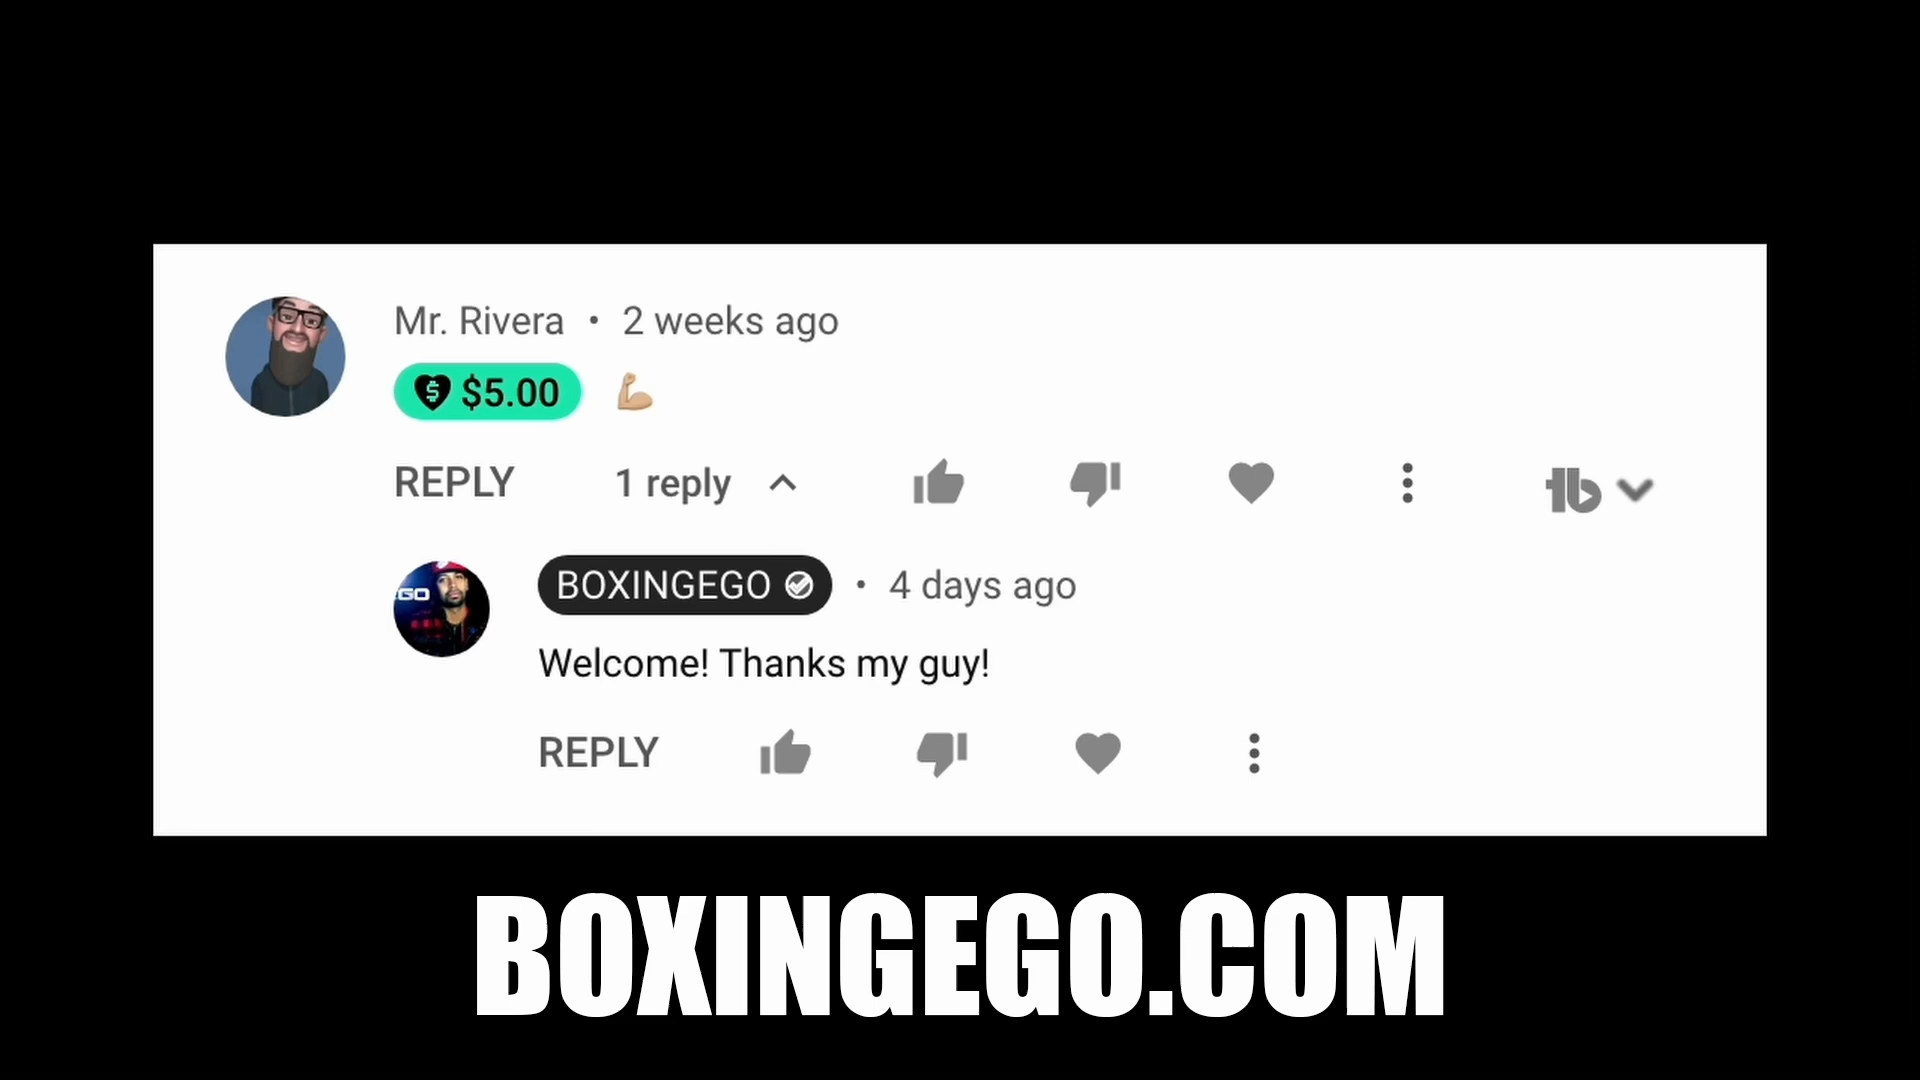 Mr. Rivera • 2 weeks ago
$5.00 💪🏼
REPLY 1 reply
GO
BOXINGEGO • 4 days ago
Welcome! Thanks my guy!
REPLY
BOXINGEGO.COM